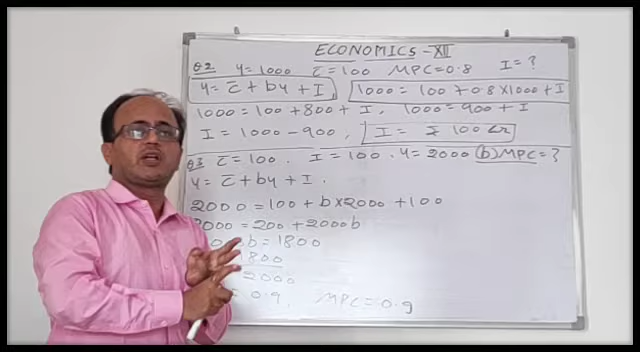 ECONOMICS - XII
Q2 Y=1000 C̄=100 MPC=0.8 I=?
Y= C̄ + bY + I 1000= 100 +0.8×1000+I
1000=100+800+I, 1000=900+I
I=1000-900, I= ₹100 Cr
Q3 C̄=100. I=100. Y=2000 (b) MPC=?
Y= C̄ + bY + I.
2000=100+b×2000+100
2000=200+2000b
b=1800
1800
2000
=0.9, MPC=0.9